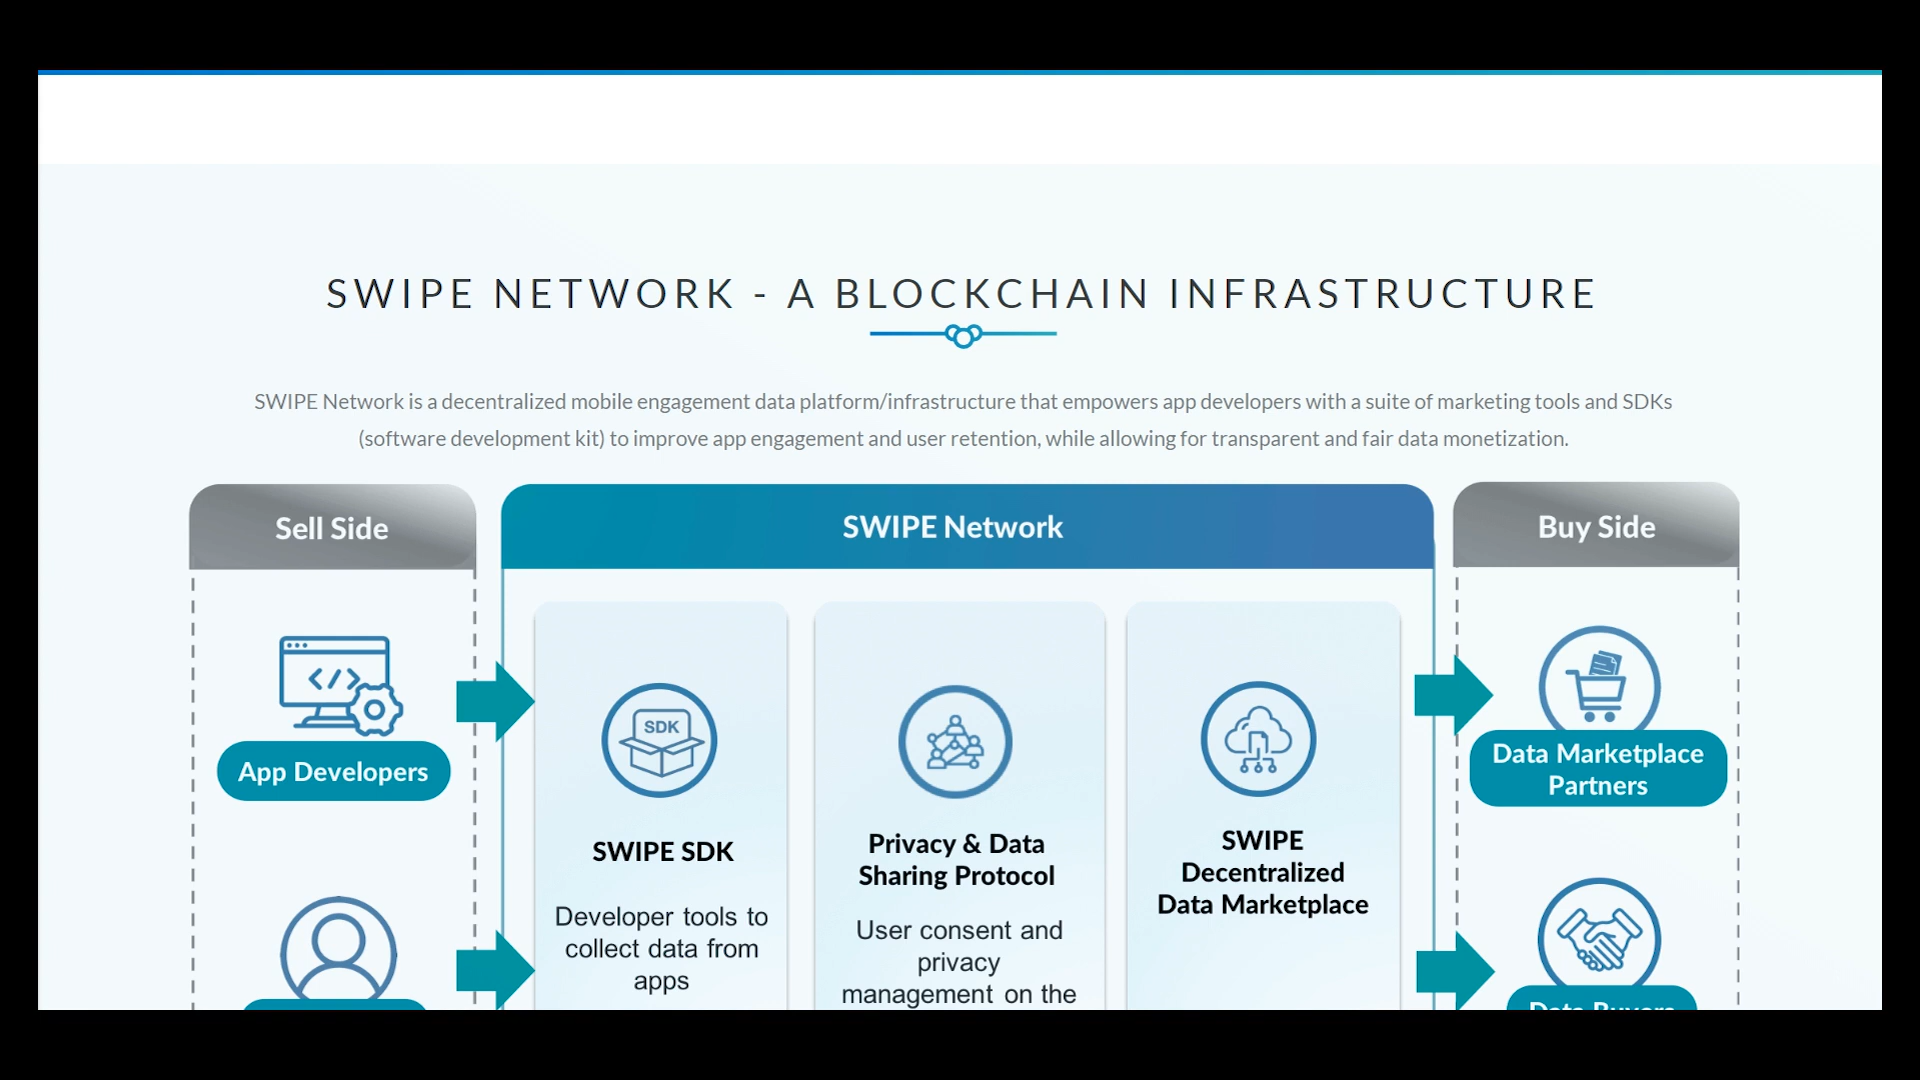 SWIPE NETWORK - A BLOCKCHAIN INFRASTRUCTURE
SWIPE Network is a decentralized mobile engagement data platform/infrastructure that empowers app developers with a suite of marketing tools and SDKs
(software development kit) to improve app engagement and user retention, while allowing for transparent and fair data monetization.
Sell Side
SWIPE Network
Buy Side
App Developers
SDK
SWIPE SDK
Developer tools to
collect data from
apps
Privacy & Data
Sharing Protocol
User consent and
privacy
management on the
SWIPE
Decentralized
Data Marketplace
Data Marketplace
Partners
Data Buyers